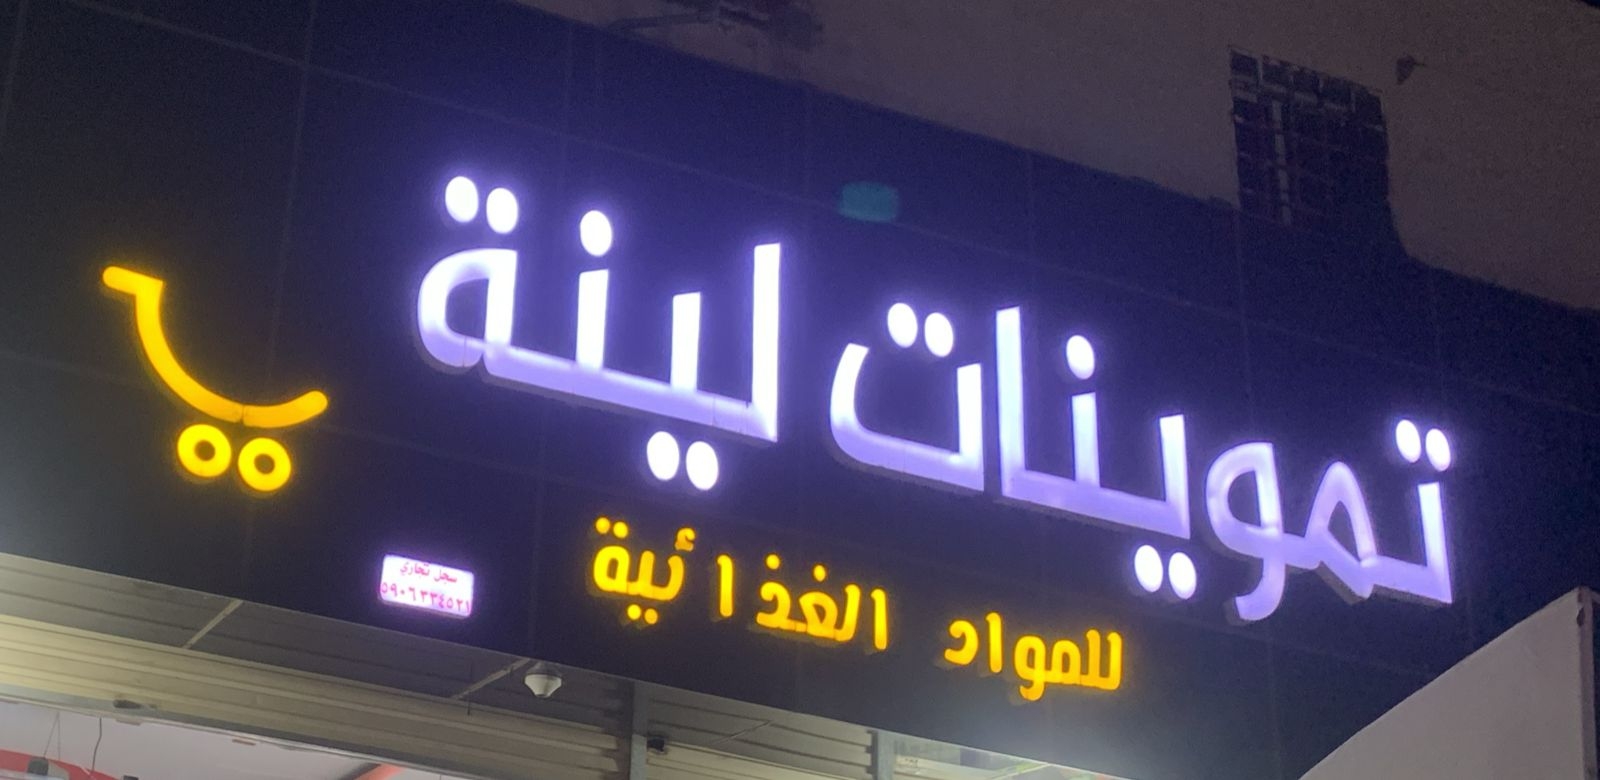 تموينات لينة
للمواد الغذائية
سجل تجاري
٥٩٠٦٣٣٤٥٢١